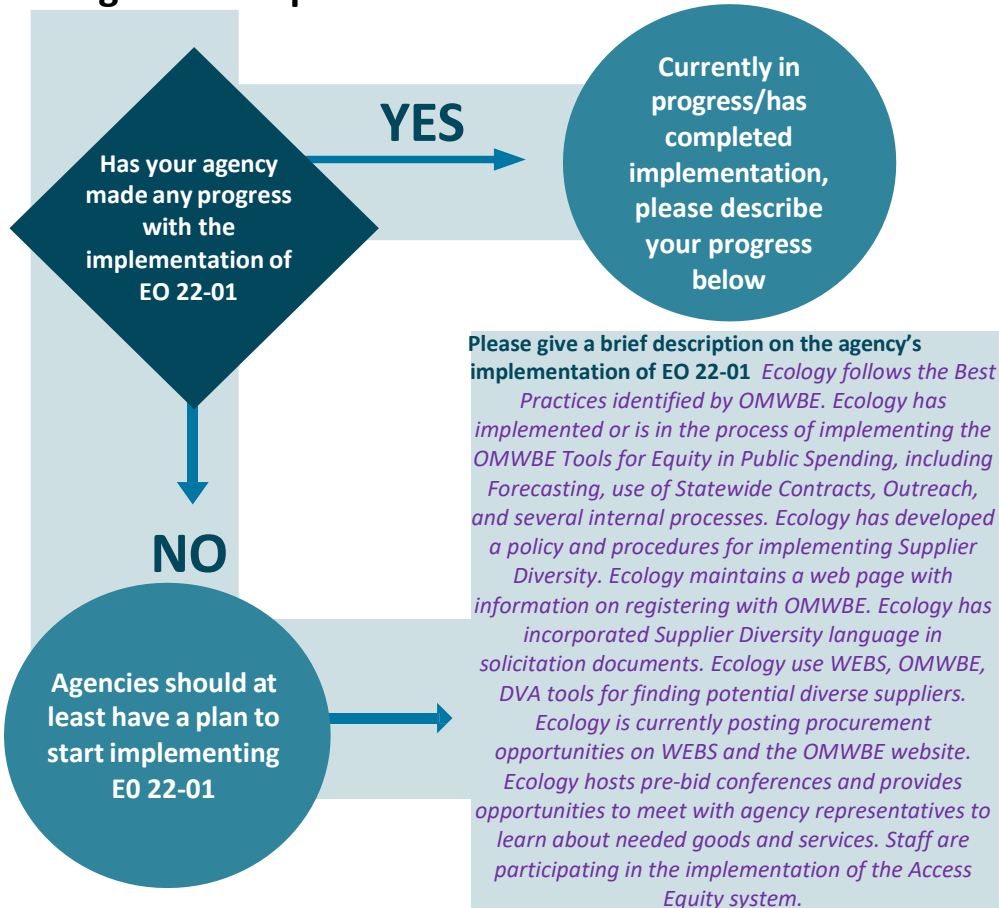 Has your agency
made any progress
with the
implementation of
EO 22-01
YES
Currently in
progress/has
completed
implementation,
please describe
your progress
below
NO
Agencies should at
least have a plan to
start implementing
E0 22-01
Please give a brief description on the agency's
implementation of EO 22-01 Ecology follows the Best
Practices identified by OMWBE. Ecology has
implemented or is in the process of implementing the
OMWBE Tools for Equity in Public Spending, including
Forecasting, use of Statewide Contracts, Outreach,
and several internal processes. Ecology has developed
a policy and procedures for implementing Supplier
Diversity. Ecology maintains a web page with
information on registering with OMWBE. Ecology has
incorporated Supplier Diversity language in
solicitation documents. Ecology use WEBS, OMWBE,
DVA tools for finding potential diverse suppliers.
Ecology is currently posting procurement
opportunities on WEBS and the OMWBE website.
Ecology hosts pre-bid conferences and provides
opportunities to meet with agency representatives to
learn about needed goods and services. Staff are
participating in the implementation of the Access
Equity system.